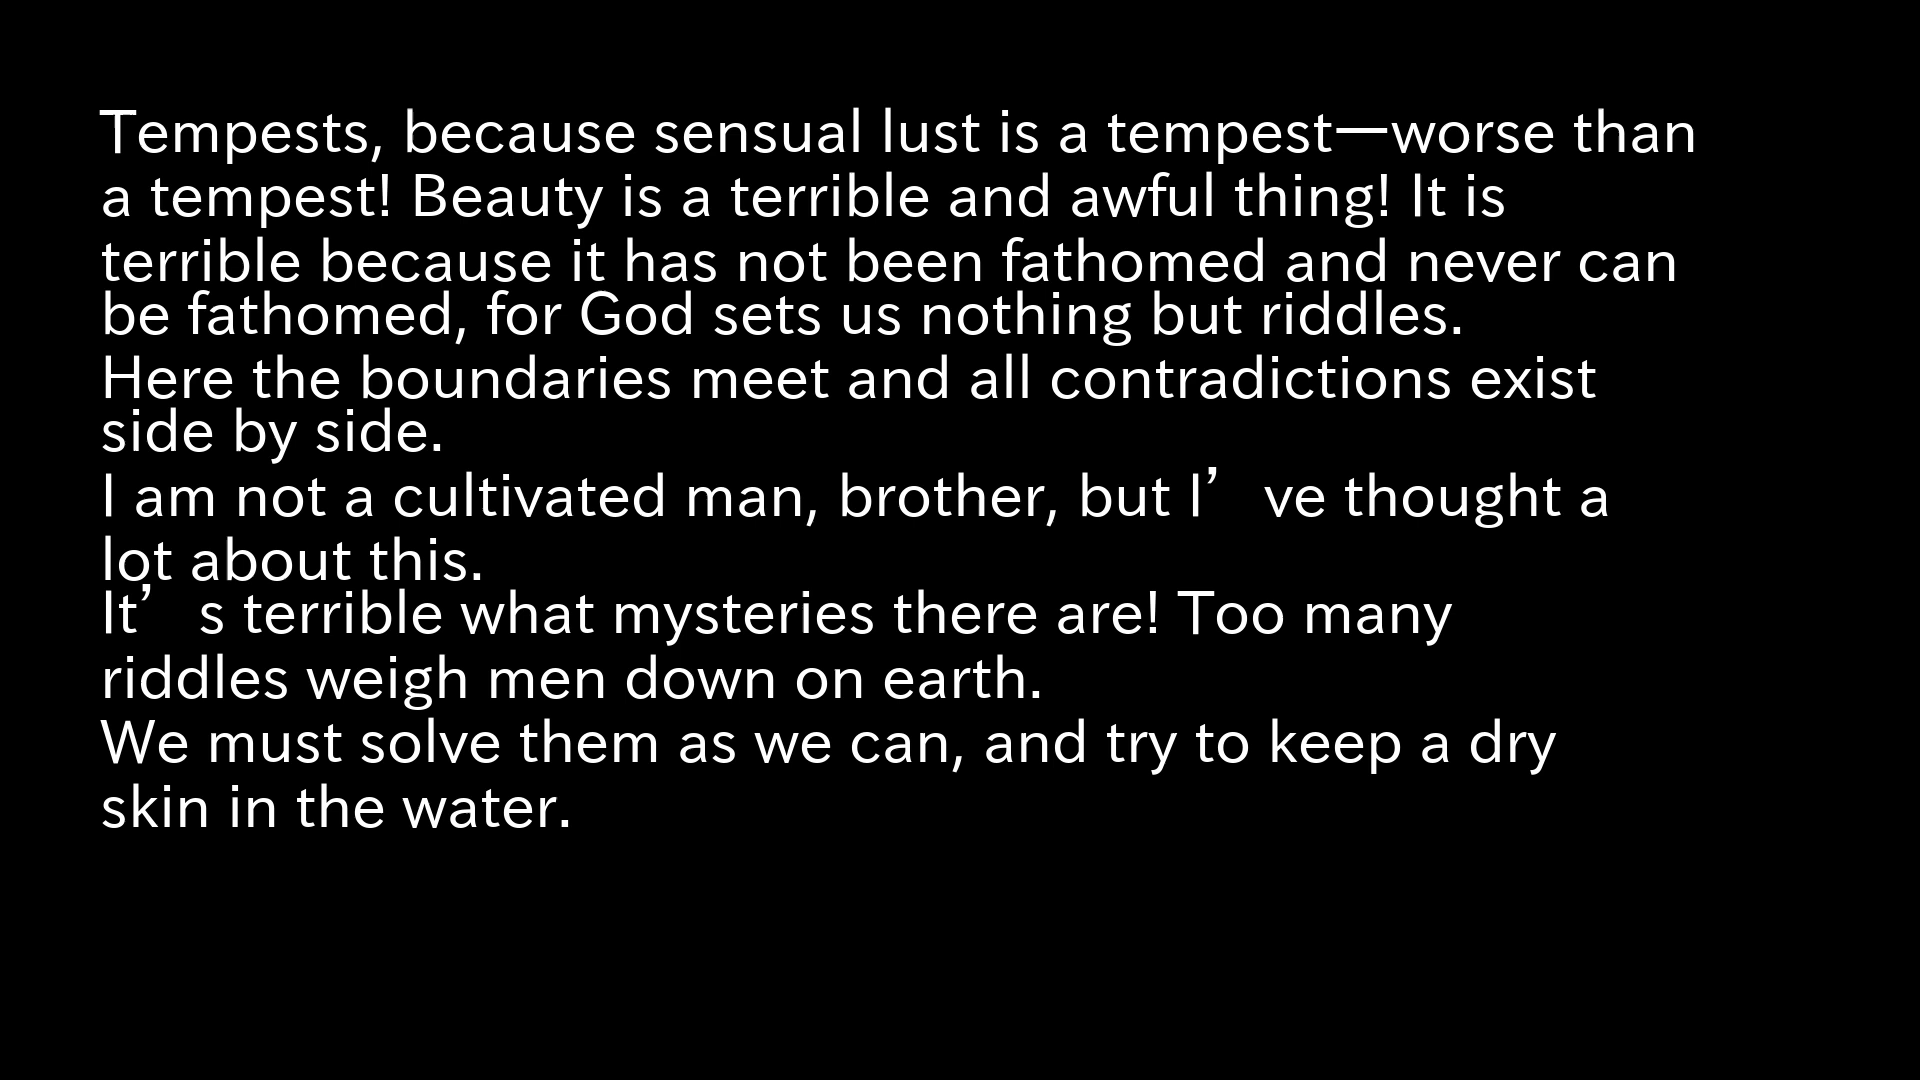 Tempests, because sensual lust is a tempest—worse than
a tempest! Beauty is a terrible and awful thing! It is
terrible because it has not been fathomed and never can
be fathomed, for God sets us nothing but riddles.
Here the boundaries meet and all contradictions exist
side by side.
I am not a cultivated man, brother, but I’ve thought a
lot about this.
It’s terrible what mysteries there are! Too many
riddles weigh men down on earth.
We must solve them as we can, and try to keep a dry
skin in the water.